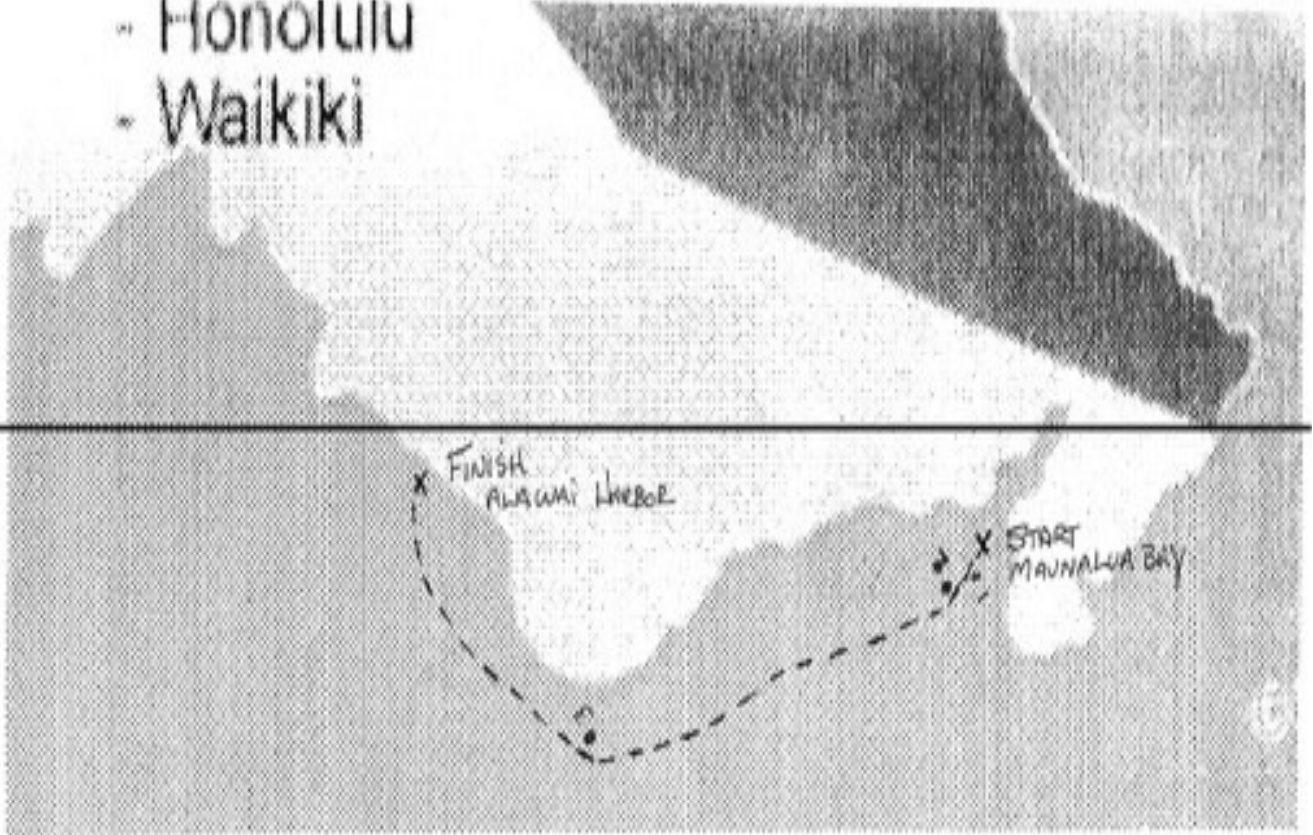 - Honolulu
- Waikiki
FINISH
ALAWAI HARBOR
START
MAUNALUA BAY